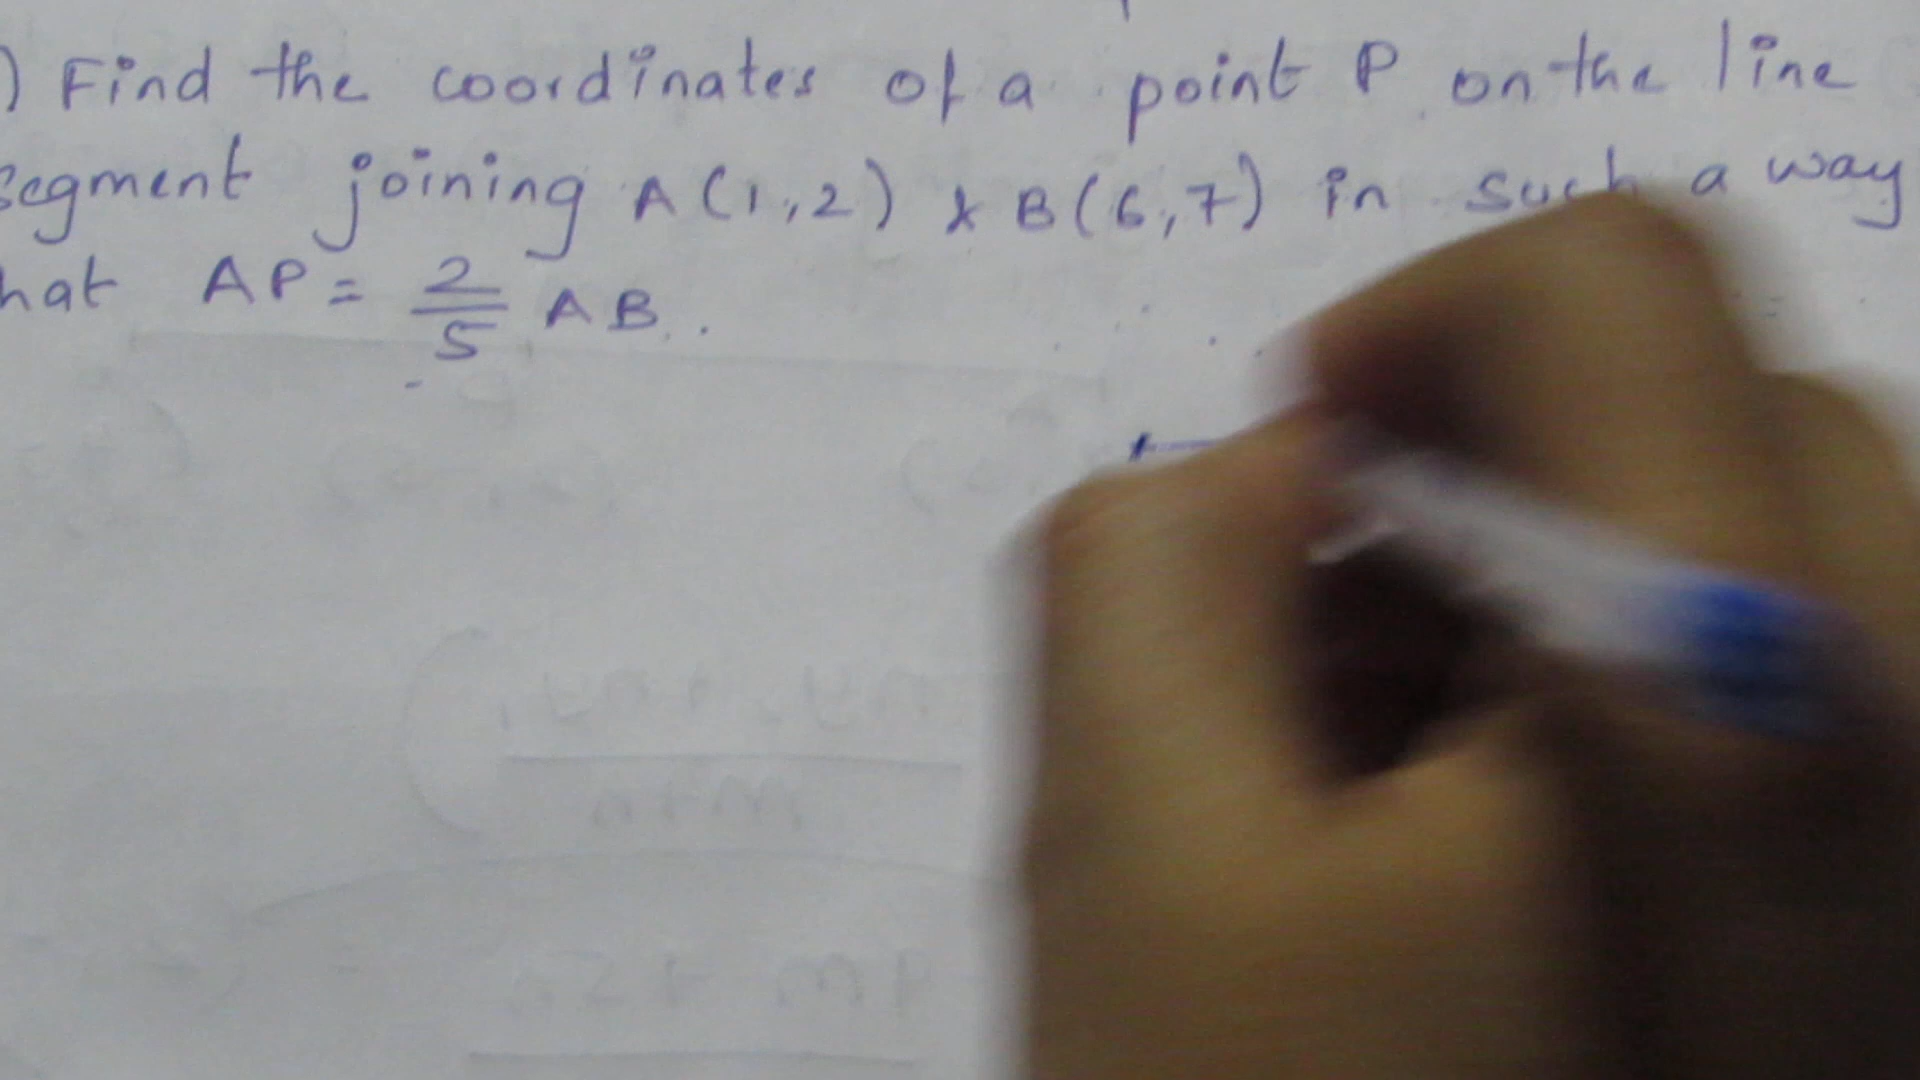 ) Find the coordinates of a point P on the line
segment joining A(1,2) & B(6,7) in such a way
hat AP = 2/5 AB.